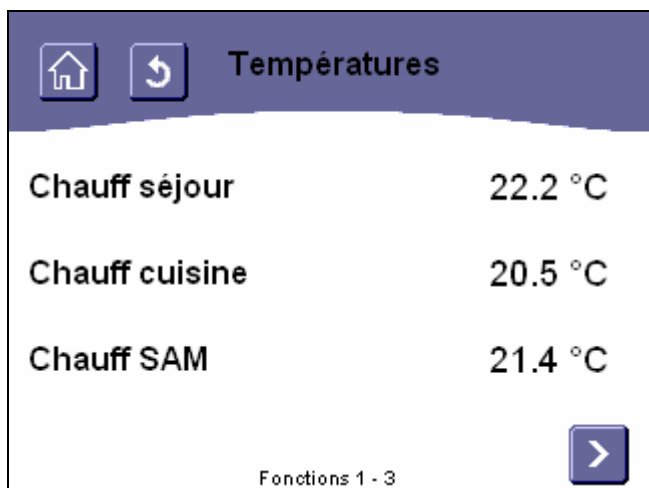 Températures
Chauff séjour 22.2 °C
Chauff cuisine 20.5 °C
Chauff SAM 21.4 °C
Fonctions 1 - 3